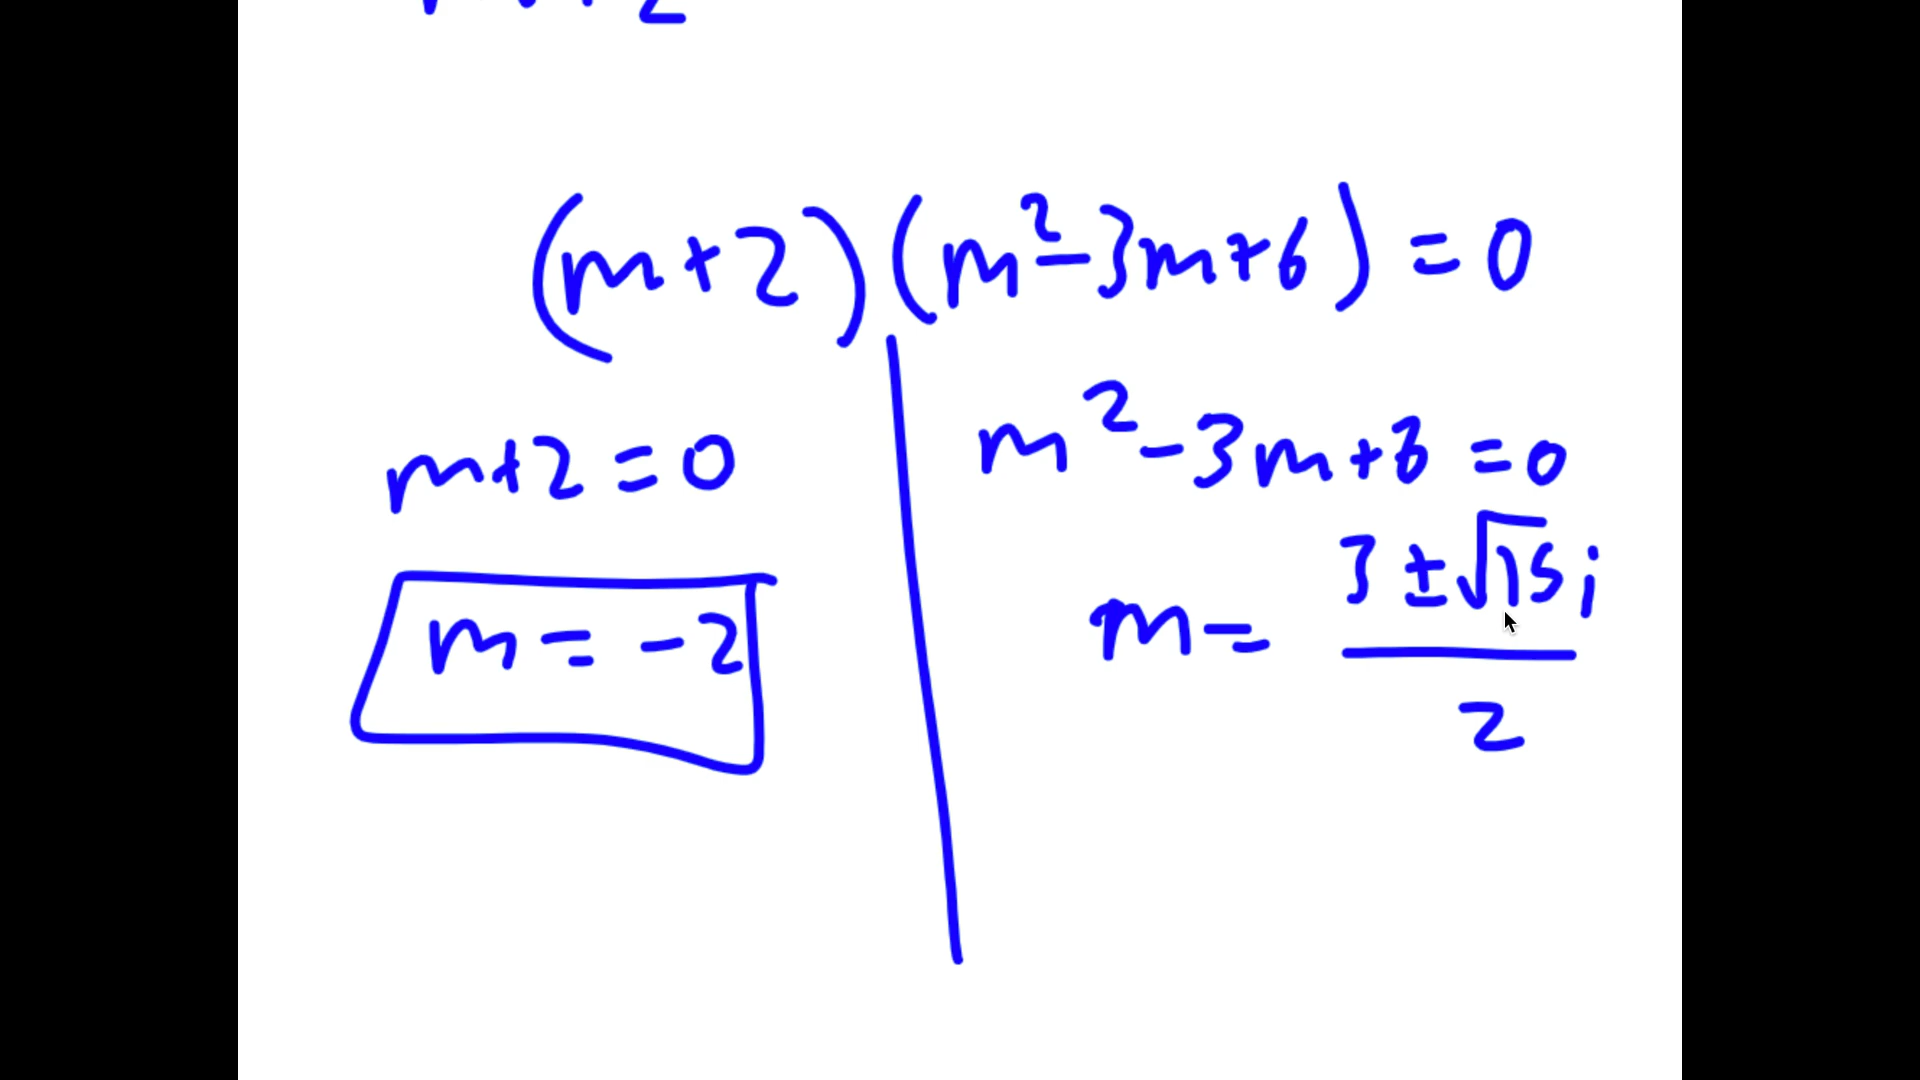 (m+2)(m²-3m+6) = 0
m+2 = 0
m = -2
m²-3m+6 = 0
m = (3 ± √15 i)/2